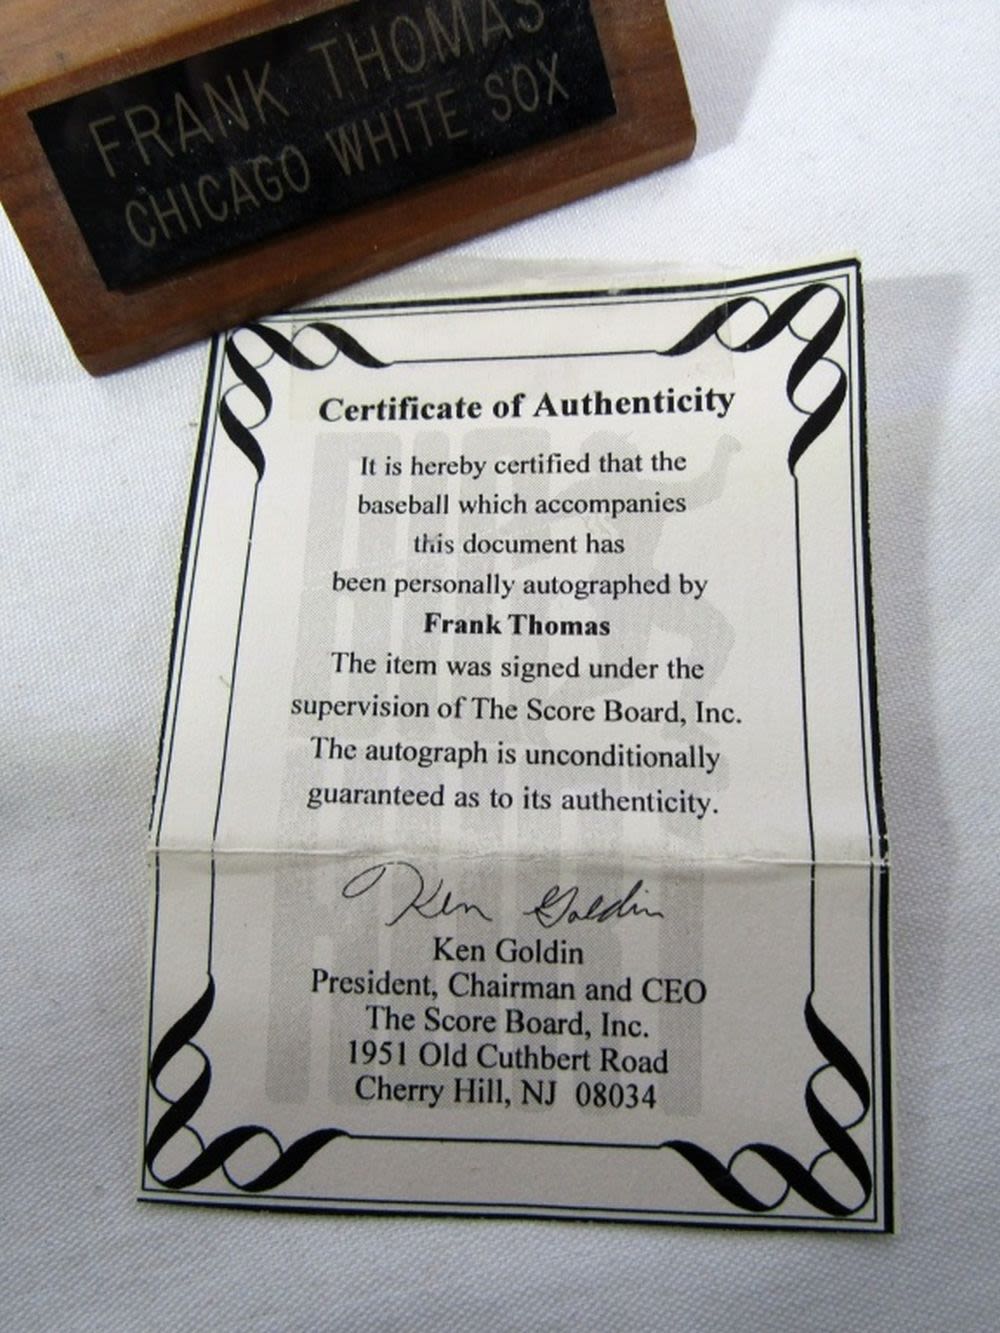 FRANK THOMAS
CHICAGO WHITE SOX
Certificate of Authenticity
It is hereby certified that the
baseball which accompanies
this document has
been personally autographed by
Frank Thomas
The item was signed under the
supervision of The Score Board, Inc.
The autograph is unconditionally
guaranteed as to its authenticity.
Ken Goldin
Ken Goldin
President, Chairman and CEO
The Score Board, Inc.
1951 Old Cuthbert Road
Cherry Hill, NJ 08034